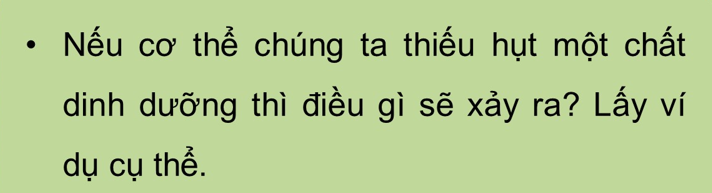 • Nếu cơ thể chúng ta thiếu hụt một chất
dinh dưỡng thì điều gì sẽ xảy ra? Lấy ví
dụ cụ thể.